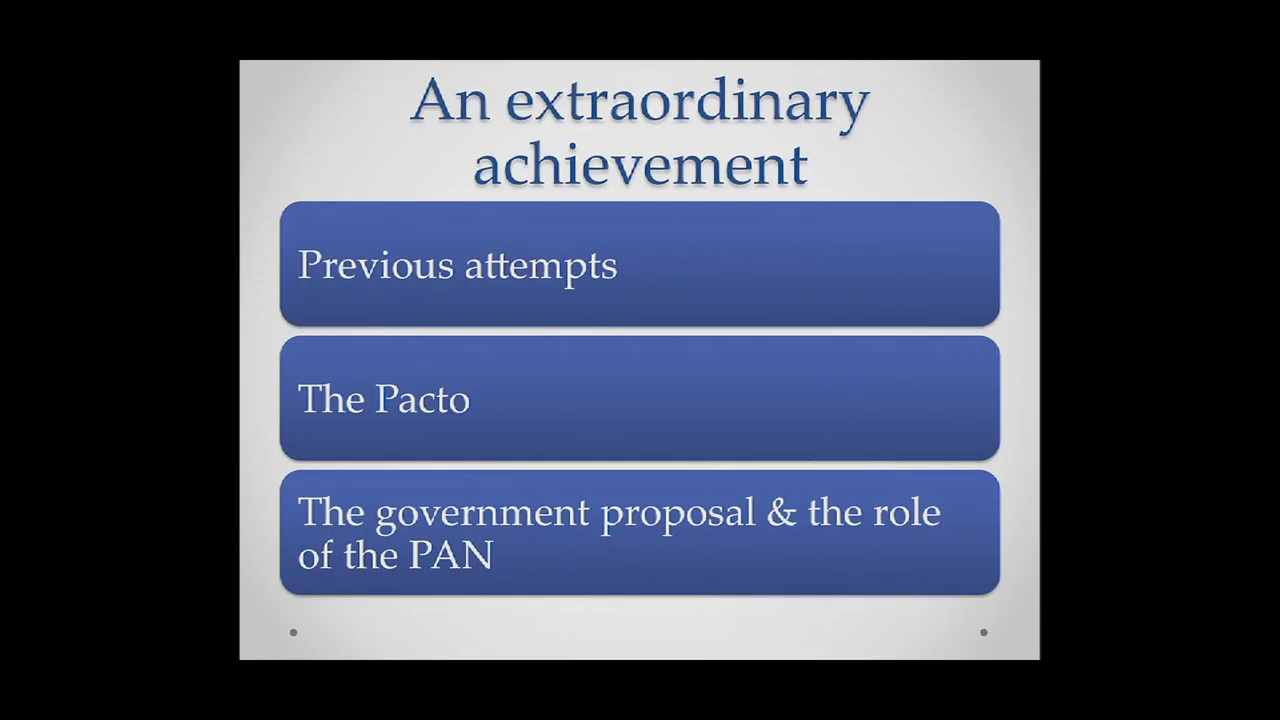 An extraordinary
achievement
Previous attempts
The Pacto
The government proposal & the role
of the PAN